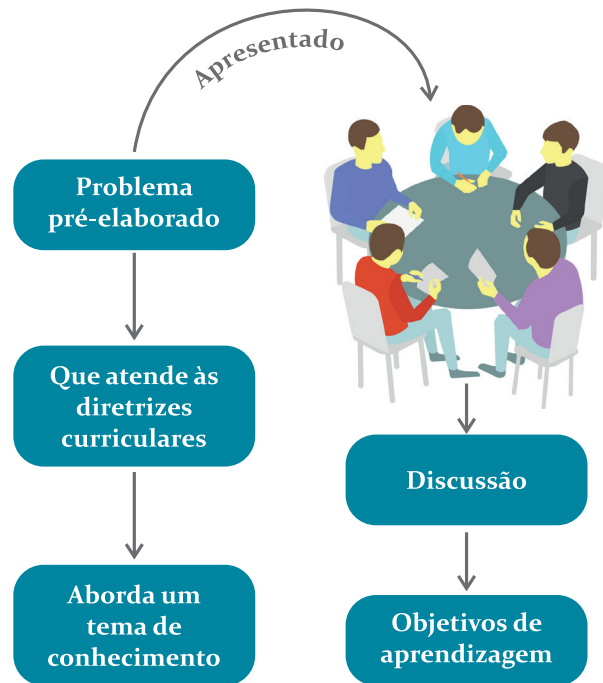 Apresentado
Problema
pré-elaborado
Que atende às
diretrizes
curriculares
Aborda um
tema de
conhecimento
Discussão
Objetivos de
aprendizagem